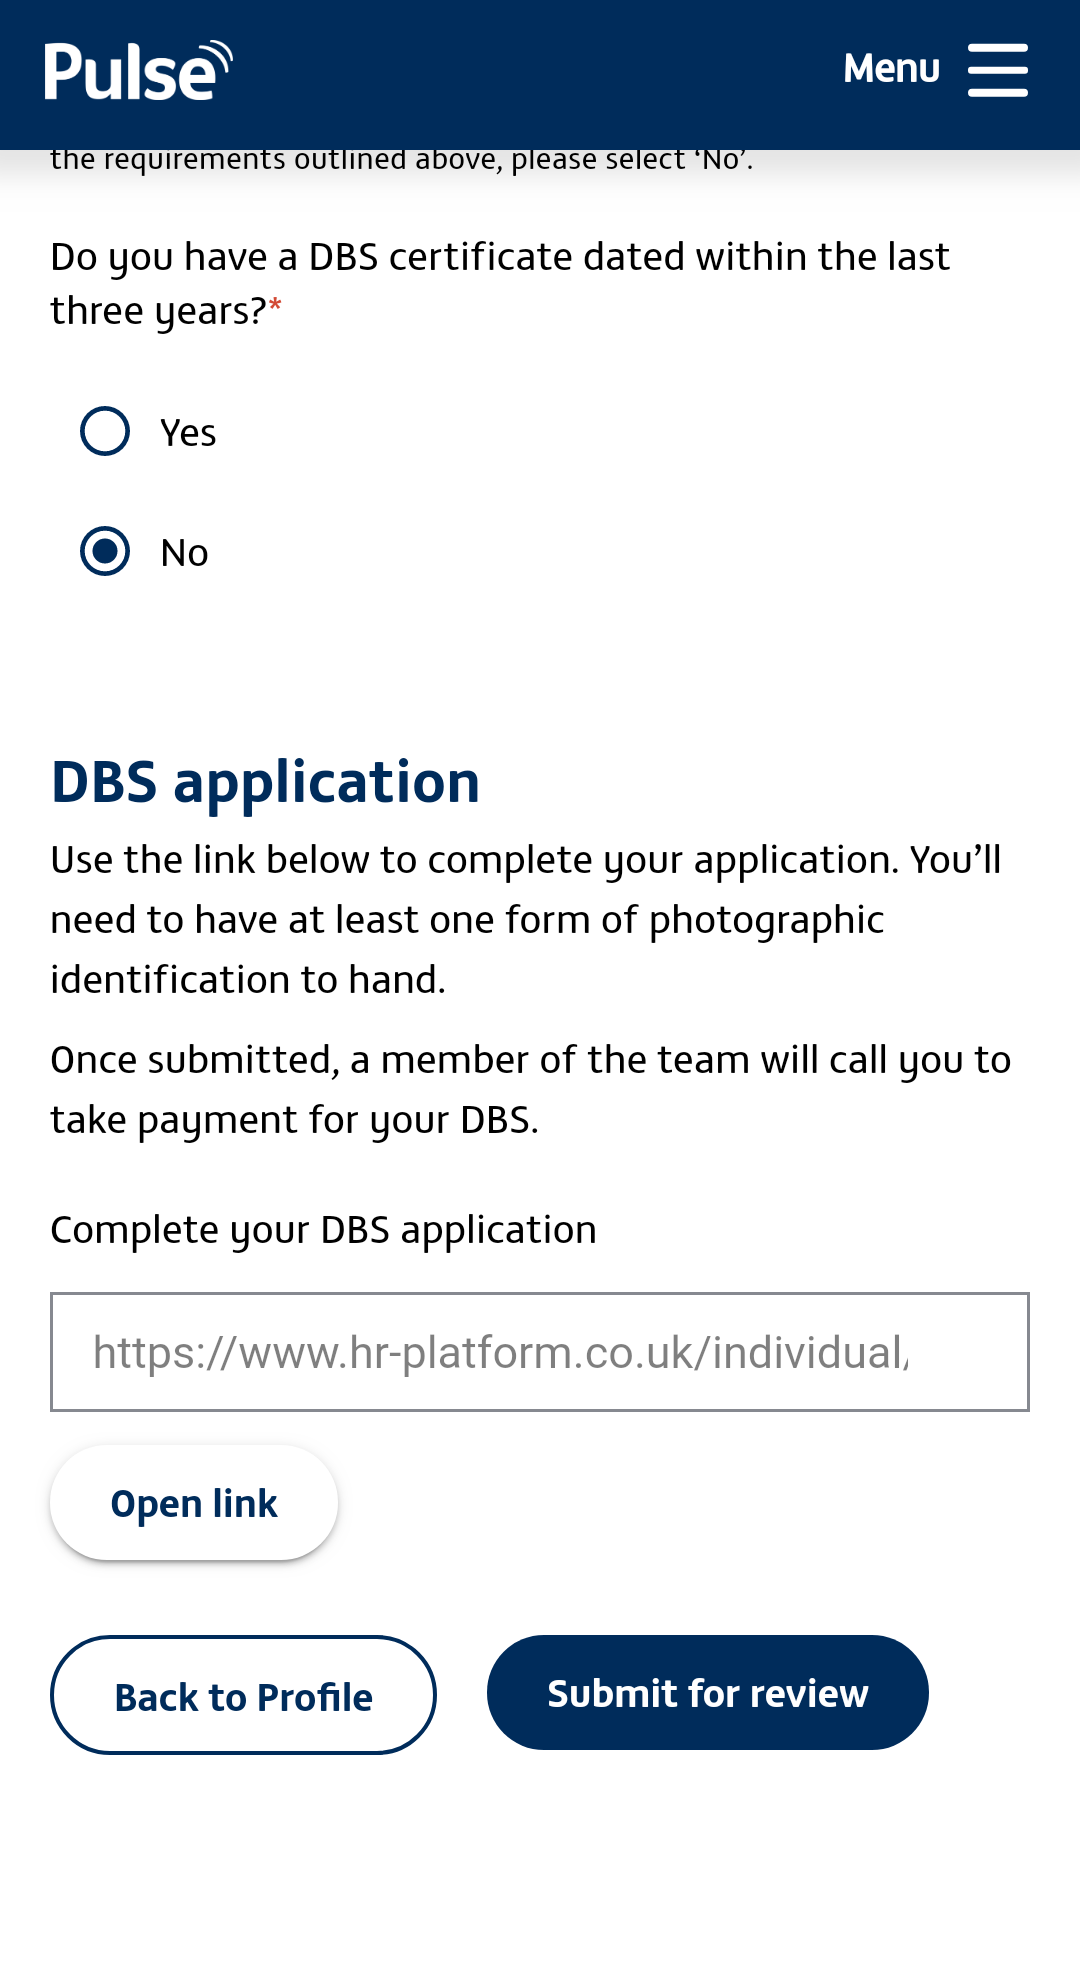 Pulse
Menu
the requirements outlined above, please select ‘No’.
Do you have a DBS certificate dated within the last
three years?*
Yes
No
DBS application
Use the link below to complete your application. You’ll
need to have at least one form of photographic
identification to hand.
Once submitted, a member of the team will call you to
take payment for your DBS.
Complete your DBS application
https://www.hr-platform.co.uk/individual/
Open link
Back to Profile
Submit for review